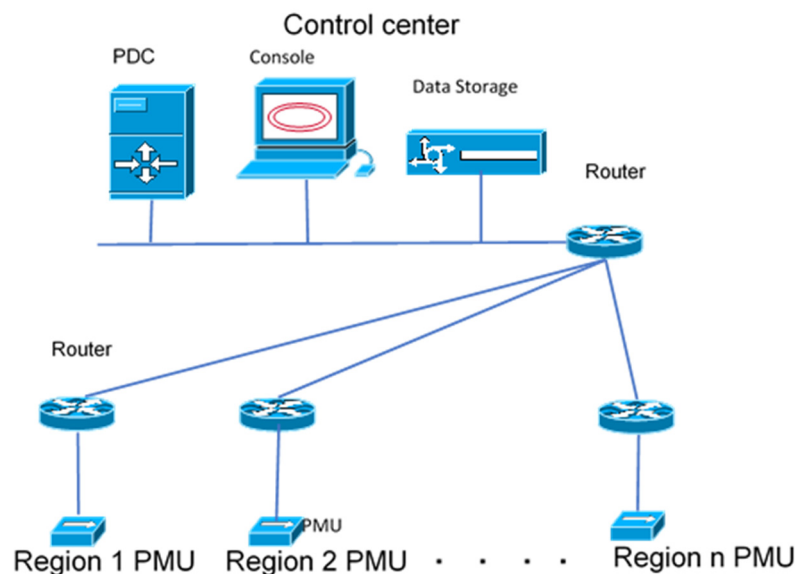 Control center
PDC
Console
Data Storage
Router
Router
PMU
Region 1 PMU
Region 2 PMU
. . . .
Region n PMU